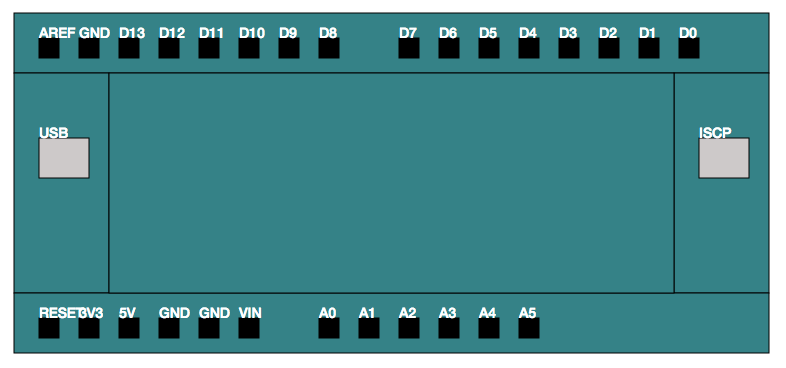 AREF GND D13 D12 D11 D10 D9 D8 D7 D6 D5 D4 D3 D2 D1 D0
USB ISCP
RESET 3V3 5V GND GND VIN A0 A1 A2 A3 A4 A5